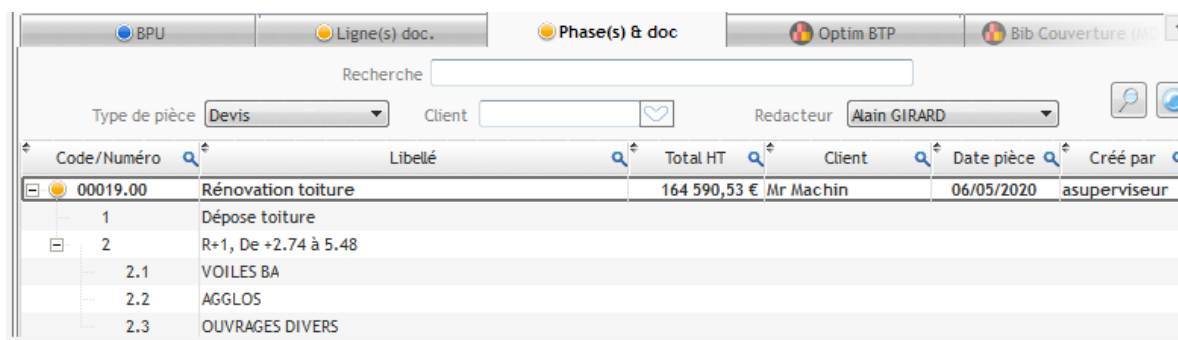 BPU Ligne(s) doc. Phase(s) & doc Optim BTP Bib Couverture (M
Recherche
Type de pièce Devis Client Redacteur Alain GIRARD
Code/Numéro Libellé Total HT Client Date pièce Créé par
00019.00 Rénovation toiture 164 590,53 € Mr Machin 06/05/2020 asuperviseur
1 Dépose toiture
2 R+1, De +2.74 à 5.48
2.1 VOILES BA
2.2 AGGLOS
2.3 OUVRAGES DIVERS